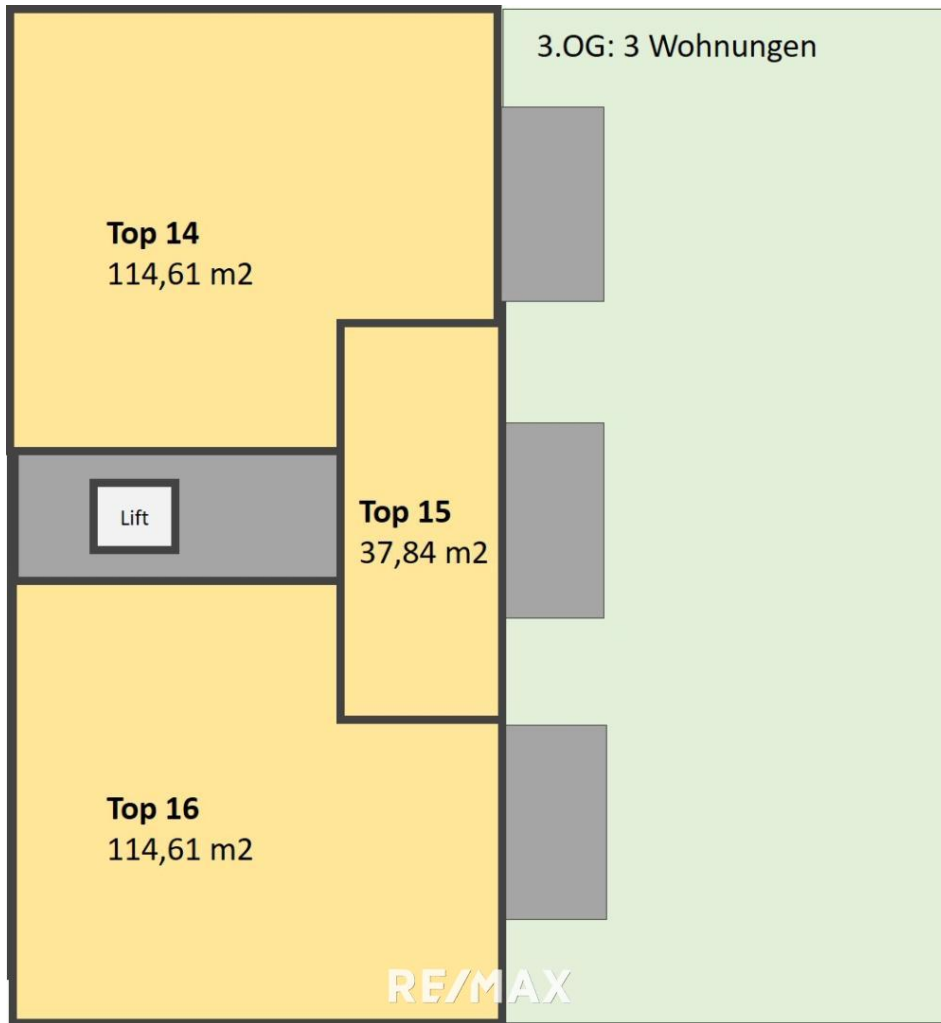 3.OG: 3 Wohnungen
Top 14
114,61 m2
Lift
Top 15
37,84 m2
Top 16
114,61 m2
RE/MAX